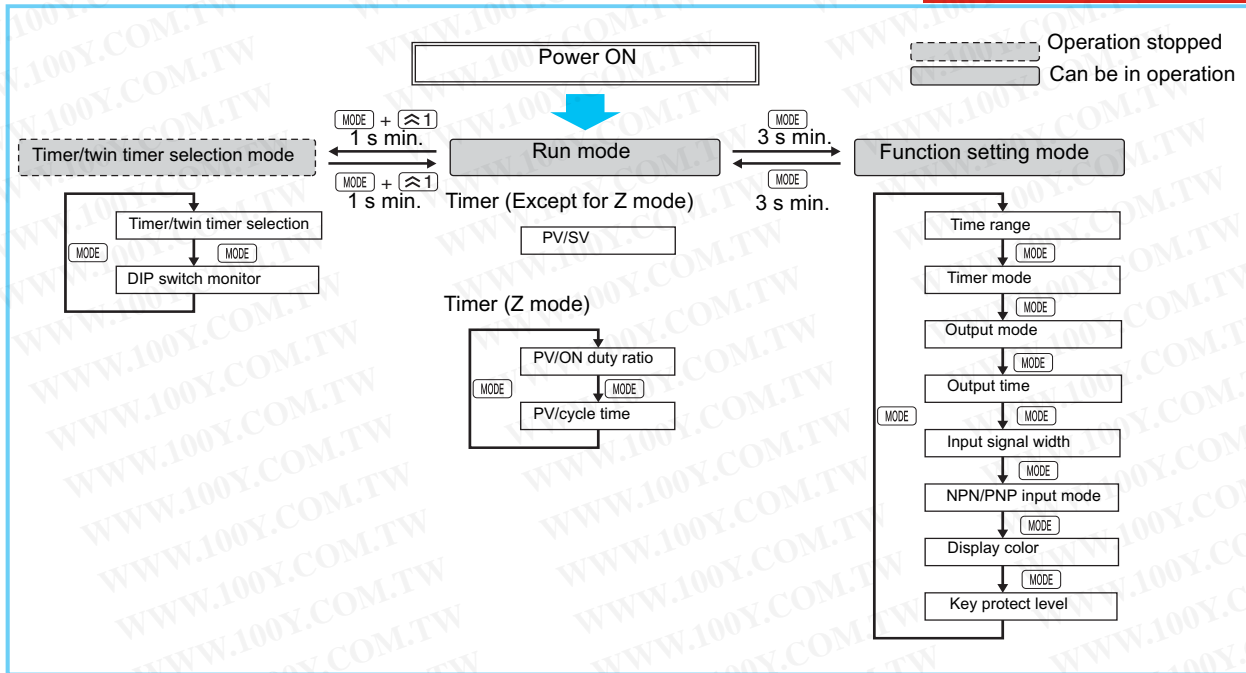 Power ON
Operation stopped
Can be in operation
MODE + ≪1
1 s min.
MODE
3 s min.
Timer/twin timer selection mode
Run mode
Function setting mode
MODE + ≪1
1 s min.
MODE
3 s min.
Timer (Except for Z mode)
PV/SV
Timer/twin timer selection
MODE
MODE
DIP switch monitor
Timer (Z mode)
PV/ON duty ratio
MODE
MODE
PV/cycle time
Time range
MODE
Timer mode
MODE
Output mode
MODE
Output time
MODE
MODE
Input signal width
MODE
NPN/PNP input mode
MODE
Display color
MODE
Key protect level
WWW.100Y.COM.TW